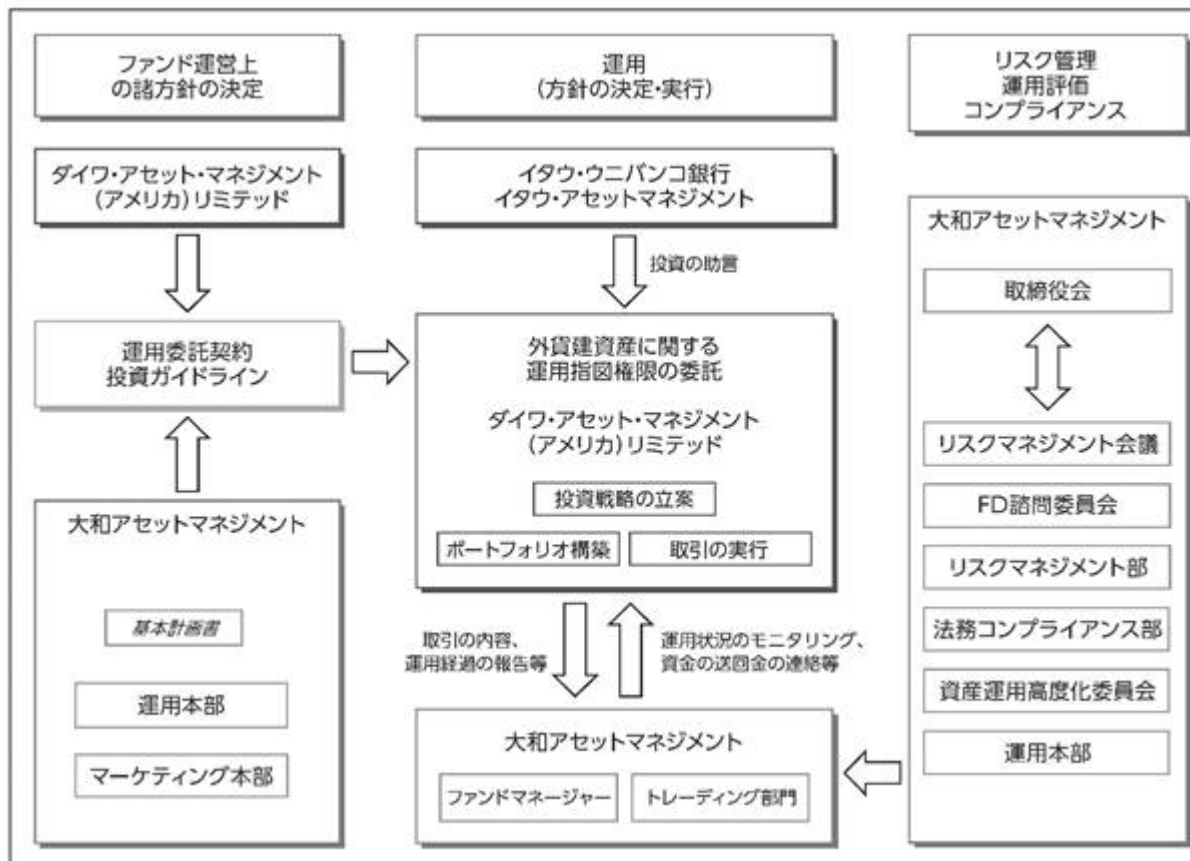 ファンド運営上
の諸方針の決定
ダイワ・アセット・マネジメント
(アメリカ)リミテッド
運用委託契約
投資ガイドライン
大和アセットマネジメント
基本計画書
運用本部
マーケティング本部
運用
(方針の決定・実行)
イタウ・ウニバンコ銀行
イタウ・アセットマネジメント
投資の助言
外貨建資産に関する
運用指図権限の委託
ダイワ・アセット・マネジメント
(アメリカ)リミテッド
投資戦略の立案
ポートフォリオ構築
取引の実行
取引の内容、
運用経過の報告等
運用状況のモニタリング、
資金の送回金の連絡等
大和アセットマネジメント
ファンドマネージャー
トレーディング部門
リスク管理
運用評価
コンプライアンス
大和アセットマネジメント
取締役会
リスクマネジメント会議
FD諮問委員会
リスクマネジメント部
法務コンプライアンス部
資産運用高度化委員会
運用本部